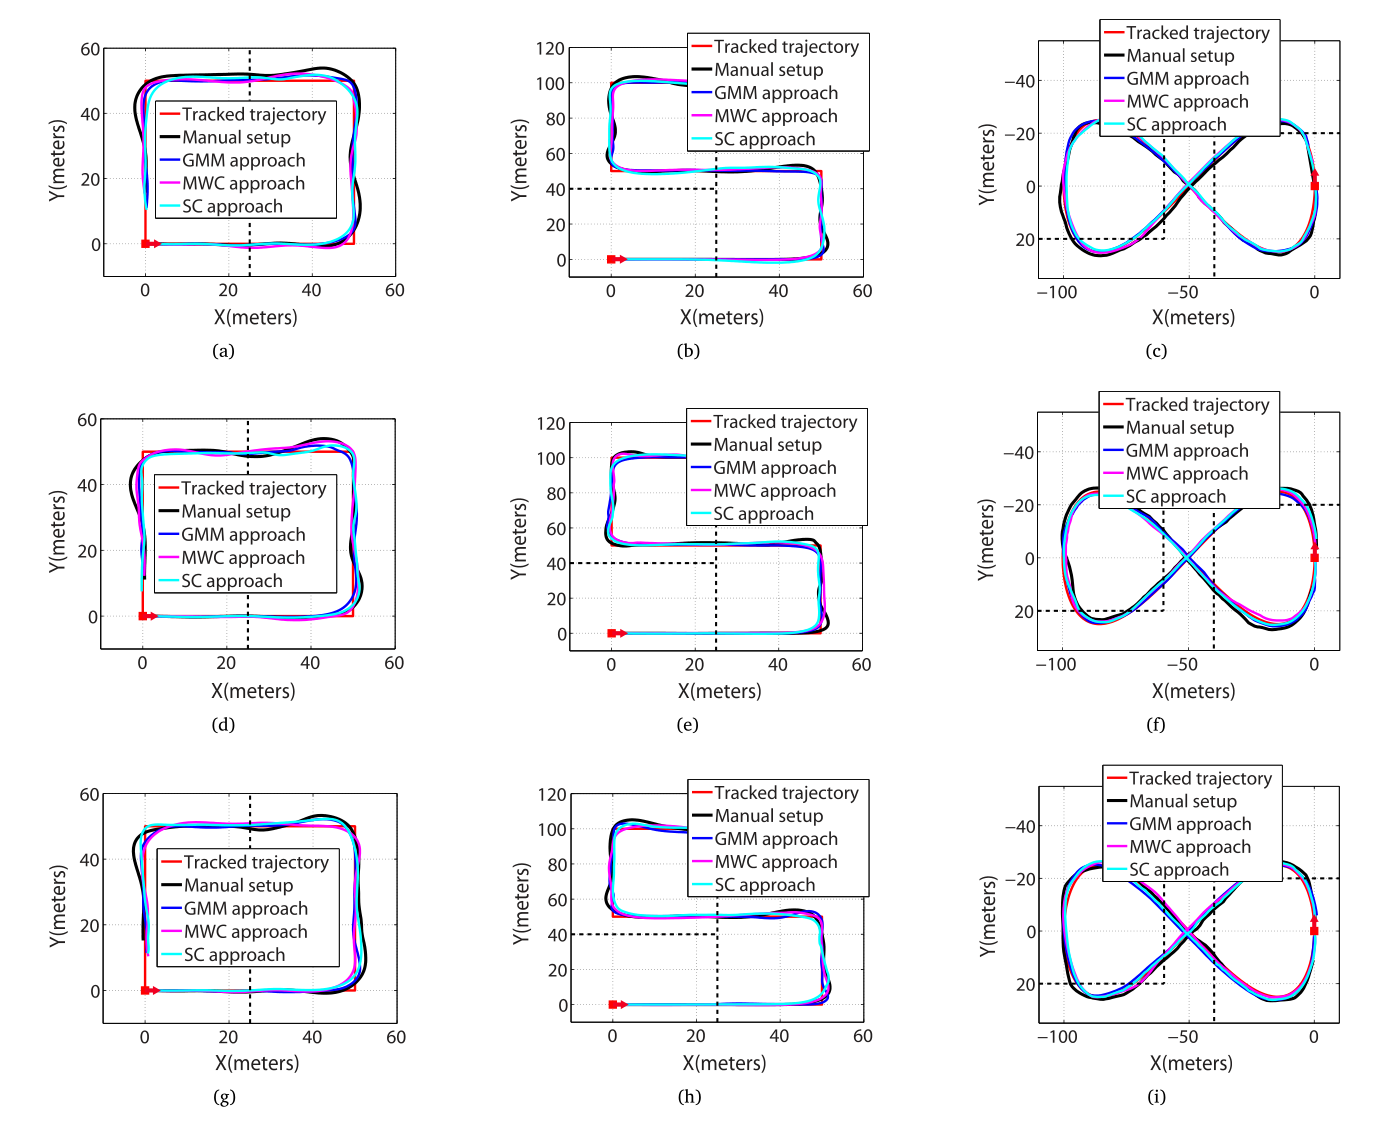 60
40
20
0
Y(meters)
Tracked trajectory
Manual setup
GMM approach
MWC approach
SC approach
0 20 40 60
X(meters)
(a)
120
100
80
60
40
20
0
Y(meters)
Tracked trajectory
Manual setup
GMM approach
MWC approach
SC approach
0 20 40 60
X(meters)
(b)
−40
−20
0
20
Y(meters)
Tracked trajectory
Manual setup
GMM approach
MWC approach
SC approach
−100 −50 0
X(meters)
(c)
60
40
20
0
Y(meters)
Tracked trajectory
Manual setup
GMM approach
MWC approach
SC approach
0 20 40 60
X(meters)
(d)
120
100
80
60
40
20
0
Y(meters)
Tracked trajectory
Manual setup
GMM approach
MWC approach
SC approach
0 20 40 60
X(meters)
(e)
−40
−20
0
20
Y(meters)
Tracked trajectory
Manual setup
GMM approach
MWC approach
SC approach
−100 −50 0
X(meters)
(f)
60
40
20
0
Y(meters)
Tracked trajectory
Manual setup
GMM approach
MWC approach
SC approach
0 20 40 60
X(meters)
(g)
120
100
80
60
40
20
0
Y(meters)
Tracked trajectory
Manual setup
GMM approach
MWC approach
SC approach
0 20 40 60
X(meters)
(h)
−40
−20
0
20
Y(meters)
Tracked trajectory
Manual setup
GMM approach
MWC approach
SC approach
−100 −50 0
X(meters)
(i)